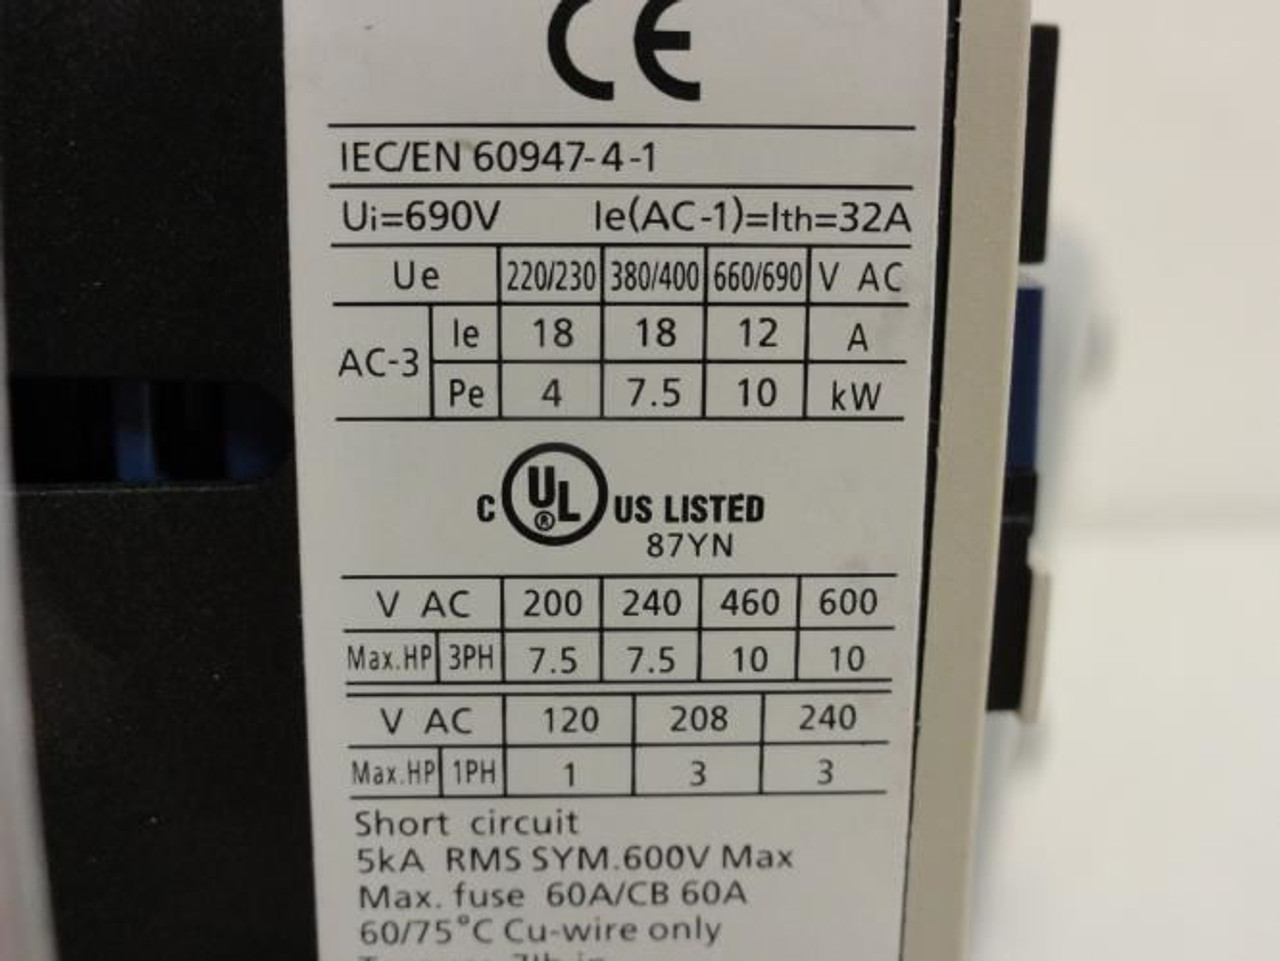 CE
IEC/EN 60947-4-1
Ui=690V Ie(AC-1)=Ith=32A
Ue 220/230 380/400 660/690 V AC
AC-3 Ie 18 18 12 A
Pe 4 7.5 10 kW
C UL® US LISTED
87YN
V AC 200 240 460 600
Max.HP 3PH 7.5 7.5 10 10
V AC 120 208 240
Max.HP 1PH 1 3 3
Short circuit
5kA RMS SYM.600V Max
Max. fuse 60A/CB 60A
60/75°C Cu-wire only